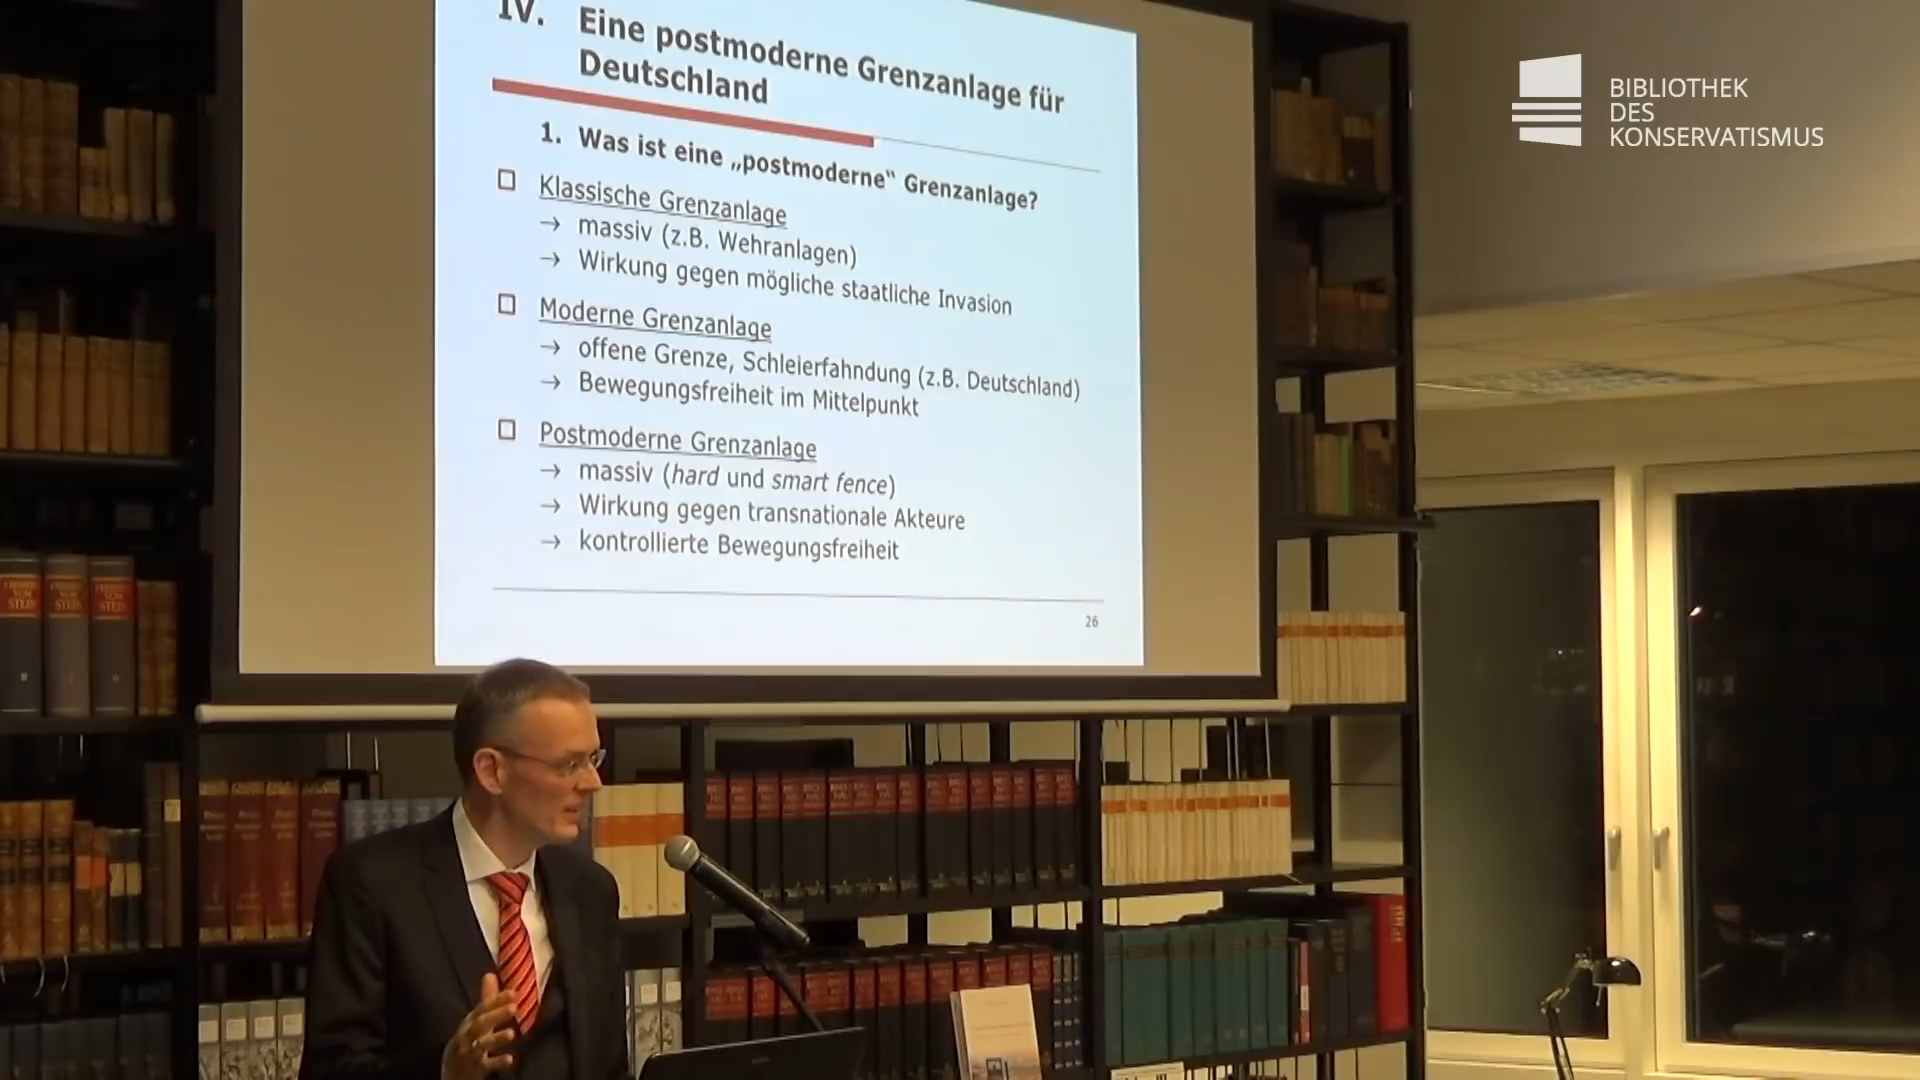 IV. Eine postmoderne Grenzanlage für
Deutschland
1. Was ist eine „postmoderne“ Grenzanlage?
Klassische Grenzanlage
→ massiv (z.B. Wehranlagen)
→ Wirkung gegen mögliche staatliche Invasion
Moderne Grenzanlage
→ offene Grenze, Schleierfahndung (z.B. Deutschland)
→ Bewegungsfreiheit im Mittelpunkt
Postmoderne Grenzanlage
→ massiv (hard und smart fence)
→ Wirkung gegen transnationale Akteure
→ kontrollierte Bewegungsfreiheit
26
BIBLIOTHEK
DES
KONSERVATISMUS